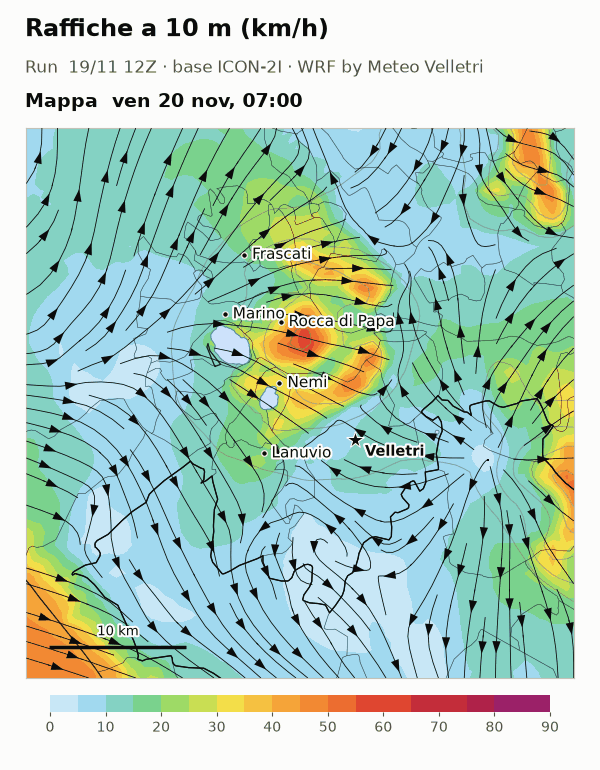 Raffiche a 10 m (km/h)
Run  19/11 12Z · base ICON-2I · WRF by Meteo Velletri
Mappa  ven 20 nov, 07:00
Frascati
Marino
Rocca di Papa
Nemi
Velletri
Lanuvio
10 km
0 10 20 30 40 50 60 70 80 90